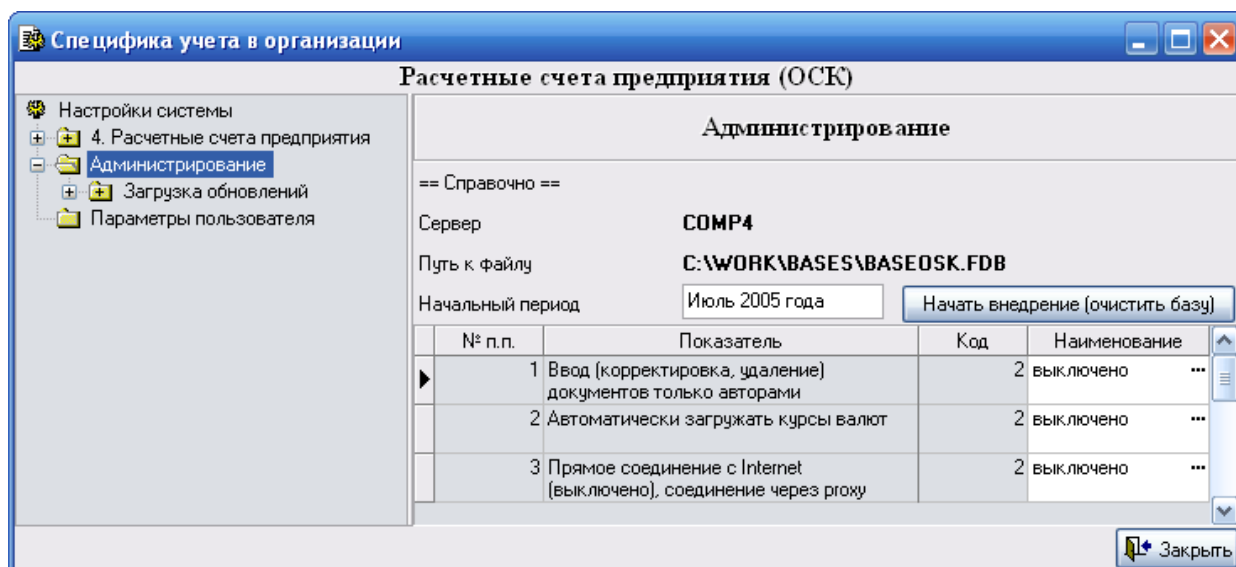 Специфика учета в организации
Расчетные счета предприятия (ОСК)
Настройки системы
4. Расчетные счета предприятия
Администрирование
Загрузка обновлений
Параметры пользователя
Администрирование
== Справочно ==
Сервер COMP4
Путь к файлу C:\WORK\BASES\BASEOSK.FDB
Начальный период Июль 2005 года Начать внедрение (очистить базу)
№ п.п. Показатель Код Наименование
1 Ввод (корректировка, удаление) 2 выключено ...
документов только авторами
2 Автоматически загружать курсы валют 2 выключено ...
3 Прямое соединение с Internet 2 выключено ...
(выключено), соединение через proxy
Закрыть